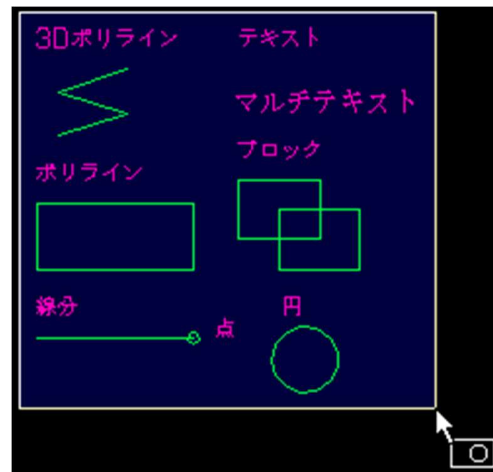 3Dポリライン
テキスト
マルチテキスト
ブロック
ポリライン
線分
点
円